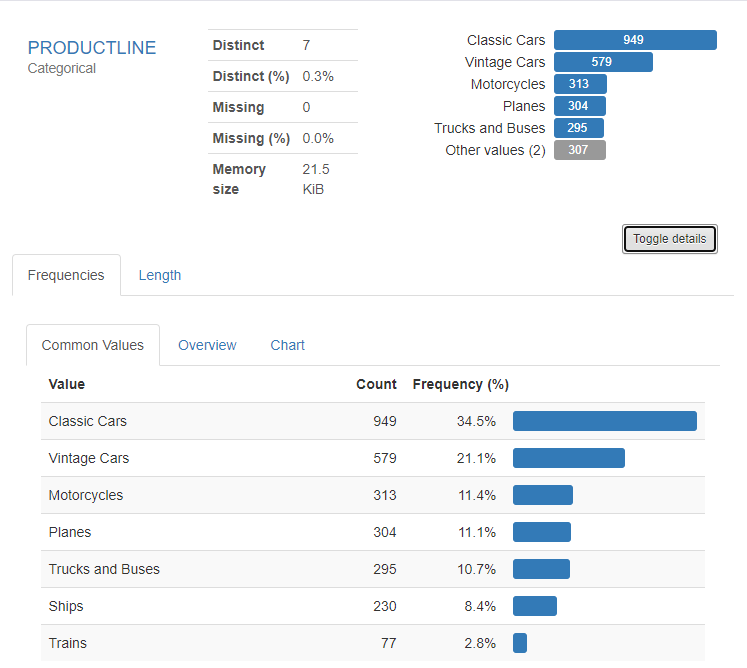 PRODUCTLINE
Categorical
Distinct 7
Distinct (%) 0.3%
Missing 0
Missing (%) 0.0%
Memory size 21.5 KiB
Classic Cars 949
Vintage Cars 579
Motorcycles 313
Planes 304
Trucks and Buses 295
Other values (2) 307
Toggle details
Frequencies Length
Common Values Overview Chart
Value Count Frequency (%)
Classic Cars 949 34.5%
Vintage Cars 579 21.1%
Motorcycles 313 11.4%
Planes 304 11.1%
Trucks and Buses 295 10.7%
Ships 230 8.4%
Trains 77 2.8%